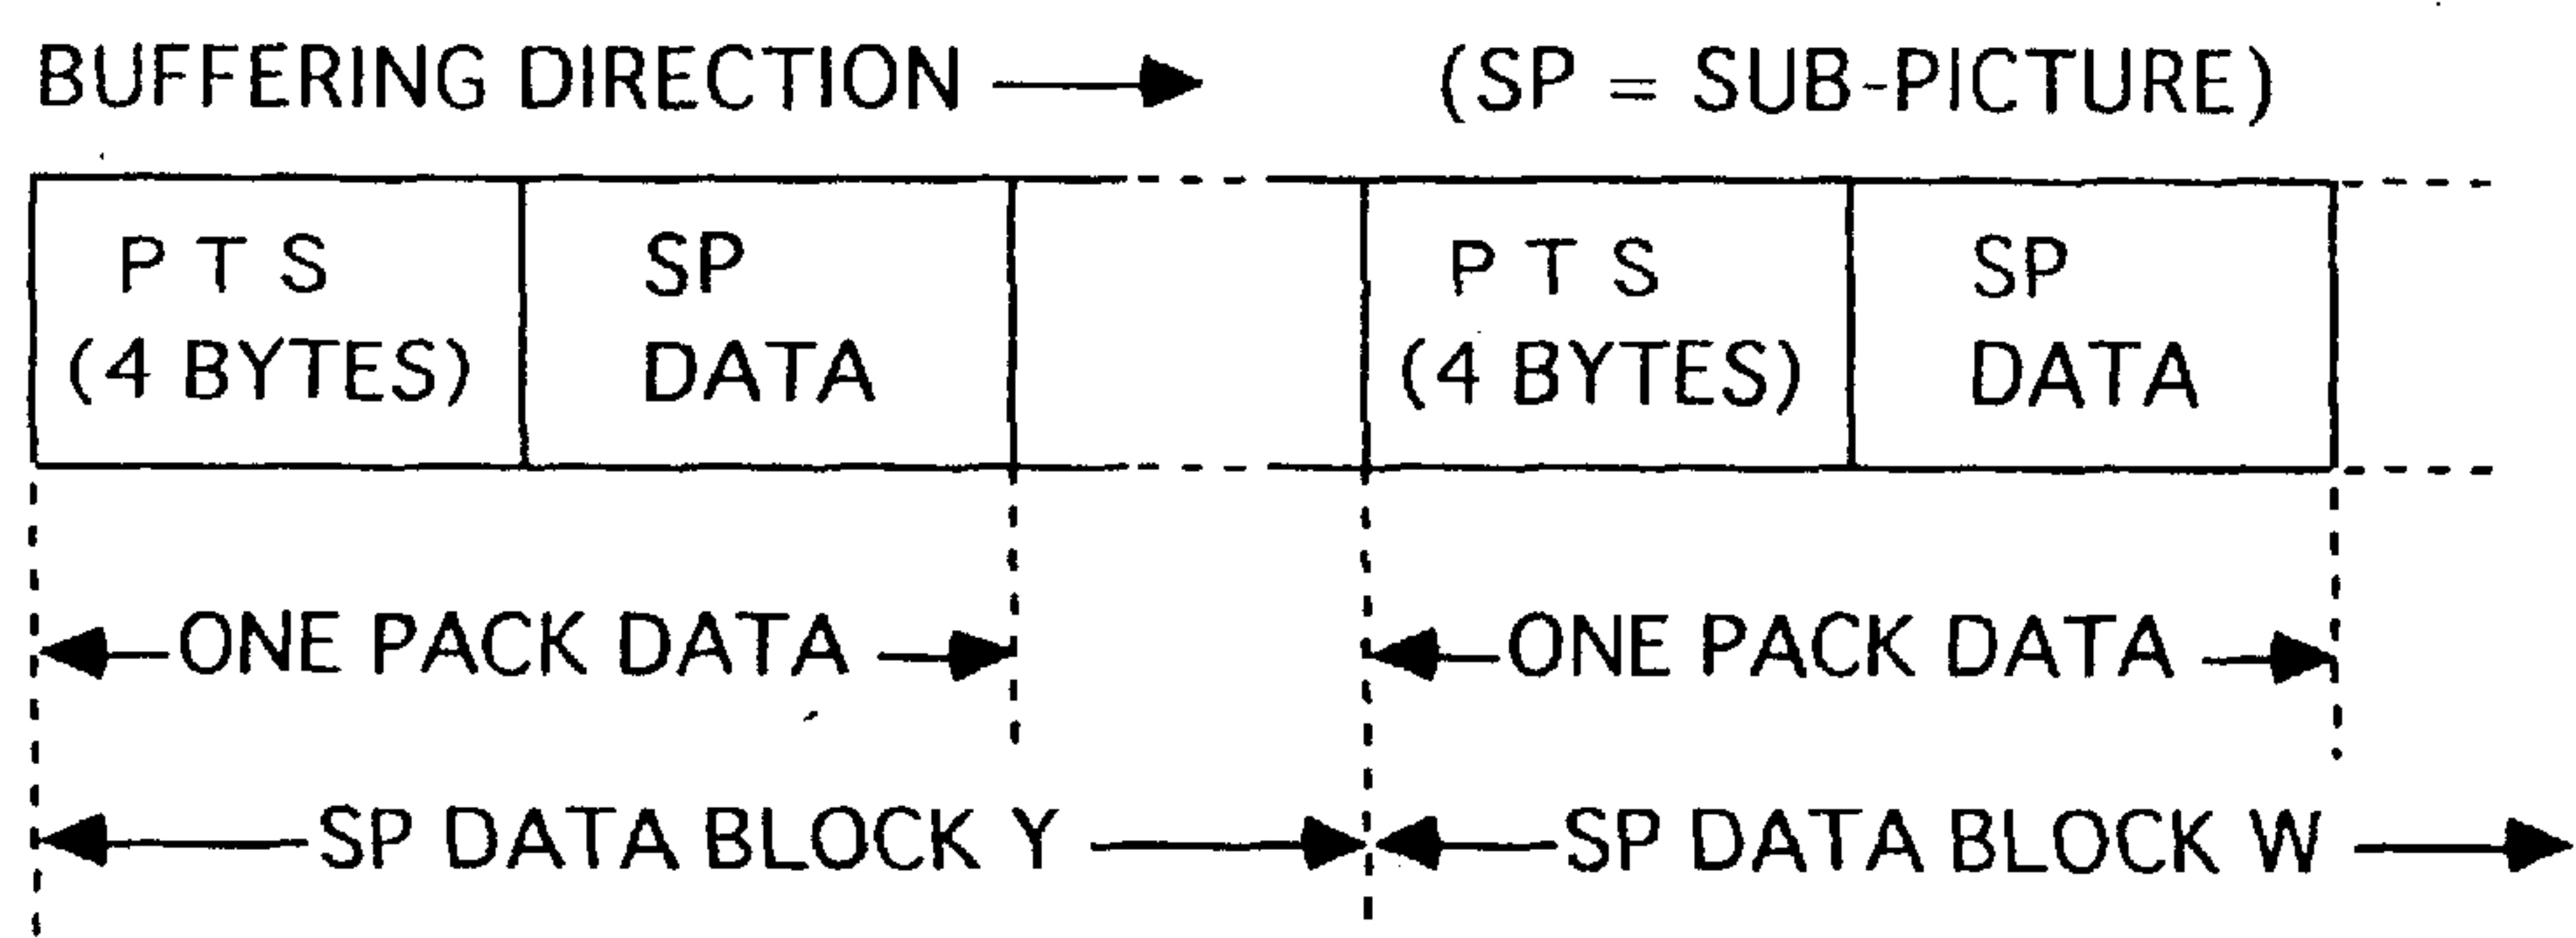 BUFFERING DIRECTION (SP = SUB-PICTURE)
P T S SP P T S SP
(4 BYTES) DATA (4 BYTES) DATA
ONE PACK DATA ONE PACK DATA
SP DATA BLOCK Y SP DATA BLOCK W